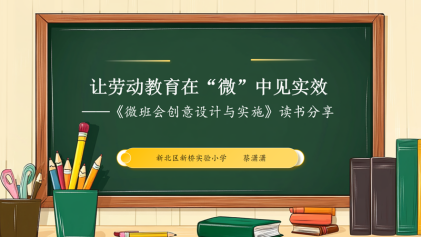 让劳动教育在“微”中见实效
——《微班会创意设计与实施》读书分享
新北区新桥实验小学 蔡潇潇